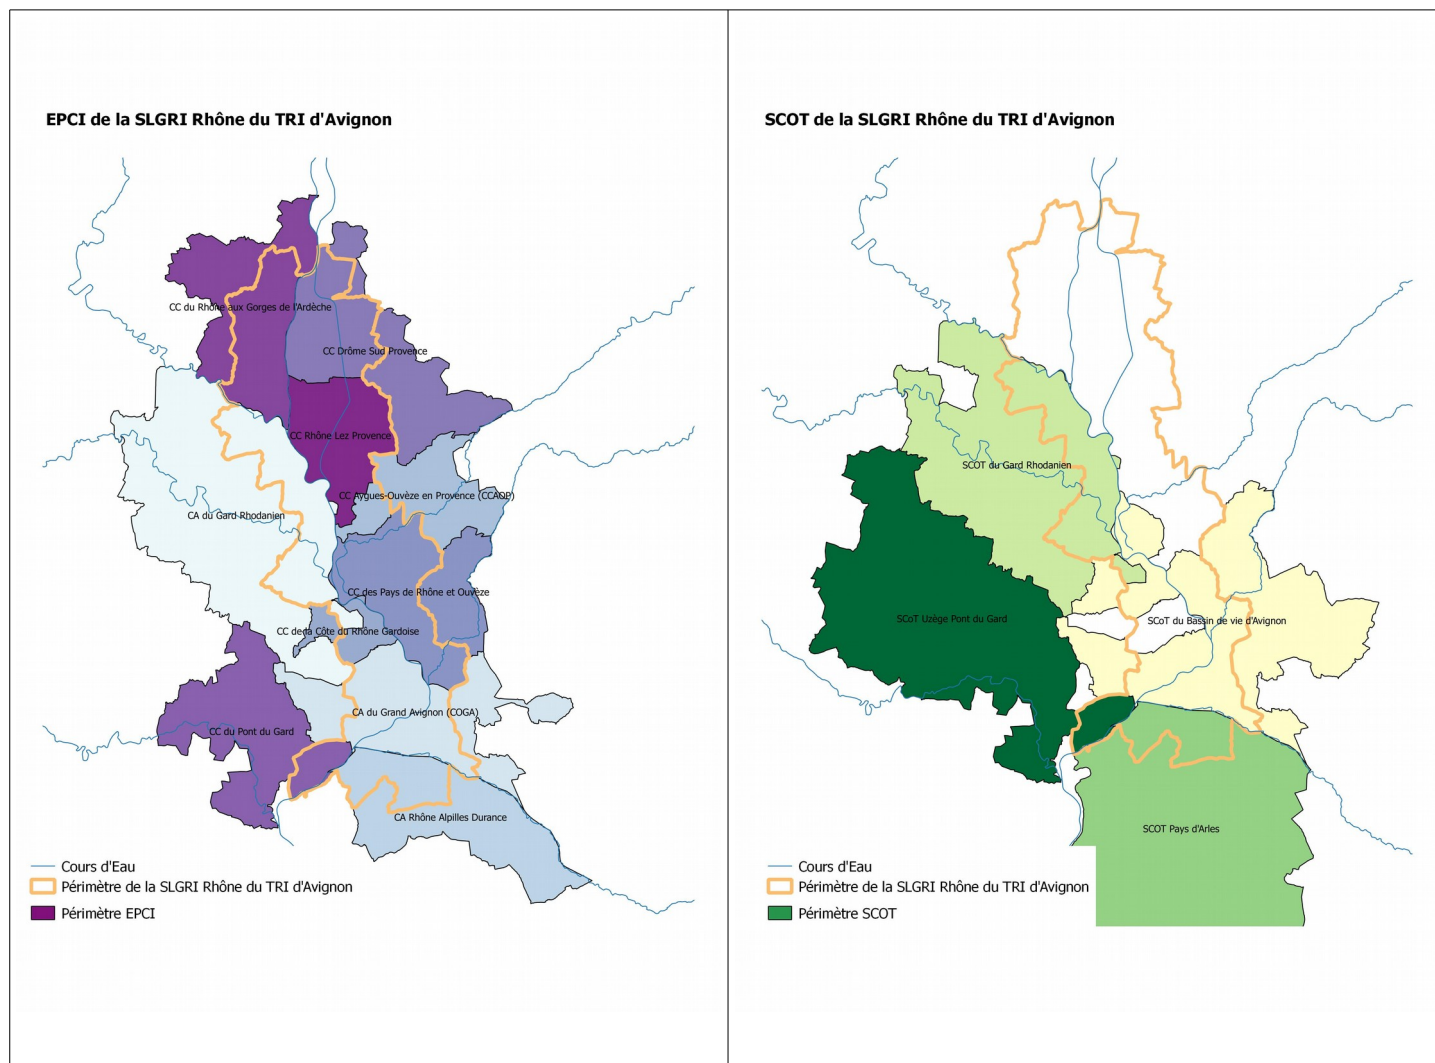 EPCI de la SLGRI Rhône du TRI d'Avignon
CC du Rhône aux Gorges de l'Ardèche
CC Drôme Sud Provence
CC Rhône Lez Provence
CC Aygues-Ouvèze en Provence (CCAOP)
CA du Gard Rhodanien
CC des Pays de Rhône et Ouvèze
CC de la Côte du Rhône Gardoise
CA du Grand Avignon (COGA)
CC du Pont du Gard
CA Rhône Alpilles Durance
Cours d'Eau
Périmètre de la SLGRI Rhône du TRI d'Avignon
Périmètre EPCI
SCOT de la SLGRI Rhône du TRI d'Avignon
SCOT du Gard Rhodanien
SCoT Uzège Pont du Gard
SCoT du Bassin de vie d'Avignon
SCOT Pays d'Arles
Cours d'Eau
Périmètre de la SLGRI Rhône du TRI d'Avignon
Périmètre SCOT